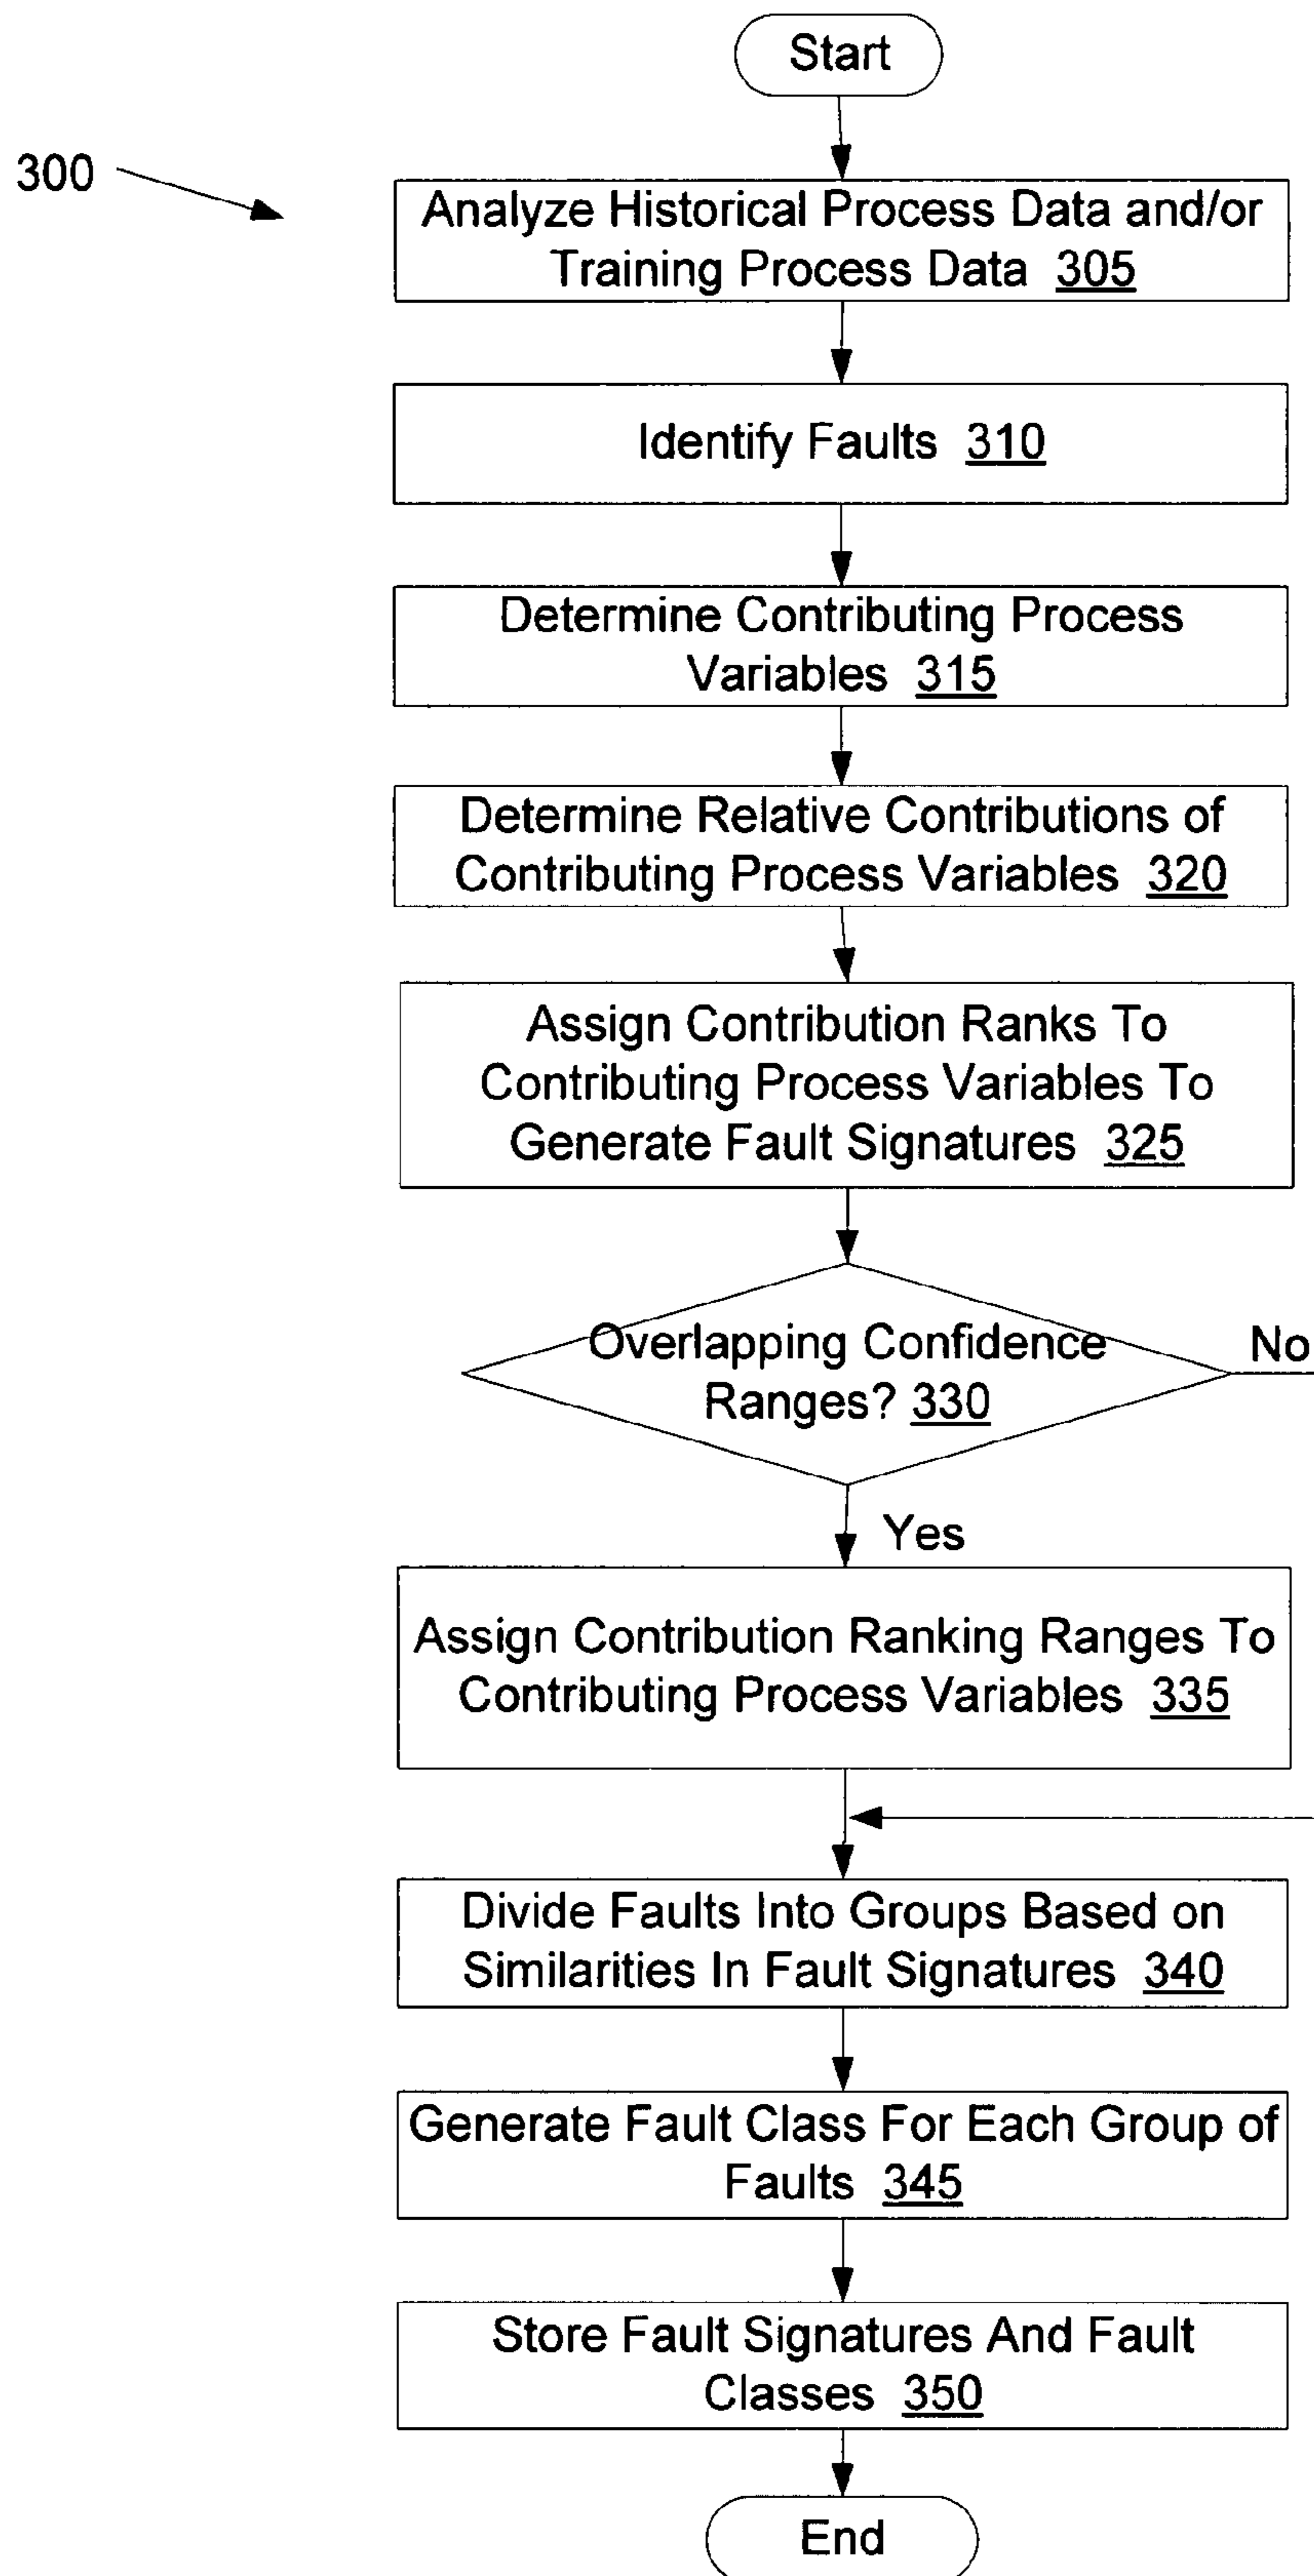 Start
300
Analyze Historical Process Data and/or
Training Process Data 305
Identify Faults 310
Determine Contributing Process
Variables 315
Determine Relative Contributions of
Contributing Process Variables 320
Assign Contribution Ranks To
Contributing Process Variables To
Generate Fault Signatures 325
Overlapping Confidence
Ranges? 330
No
Yes
Assign Contribution Ranking Ranges To
Contributing Process Variables 335
Divide Faults Into Groups Based on
Similarities In Fault Signatures 340
Generate Fault Class For Each Group of
Faults 345
Store Fault Signatures And Fault
Classes 350
End